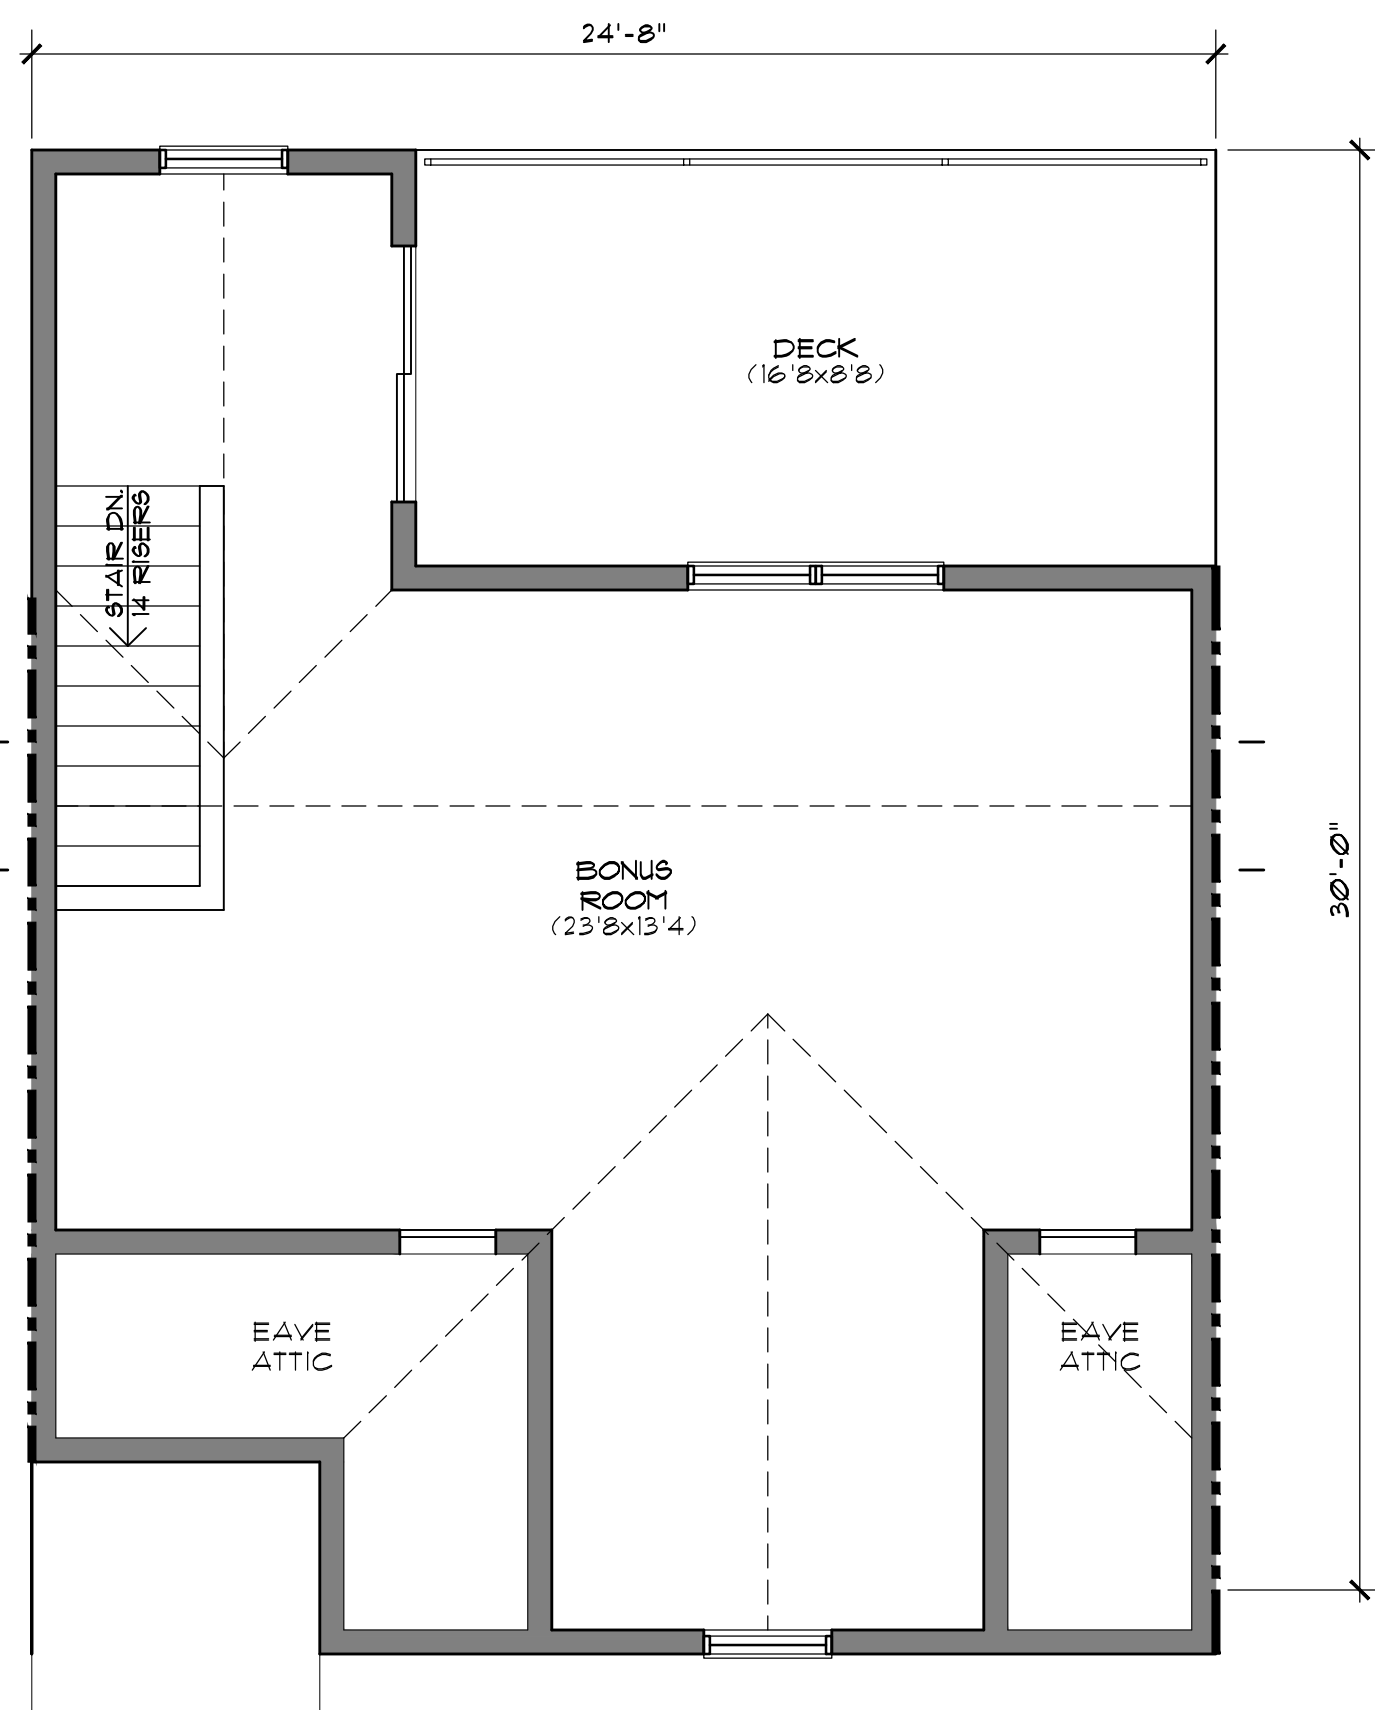 24'-8"
DECK
(16'8x8'8)
STAIR DN.
14 RISERS
30'-0"
BONUS
ROOM
(23'8x13'4)
EAVE
ATTIC
EAVE
ATTIC